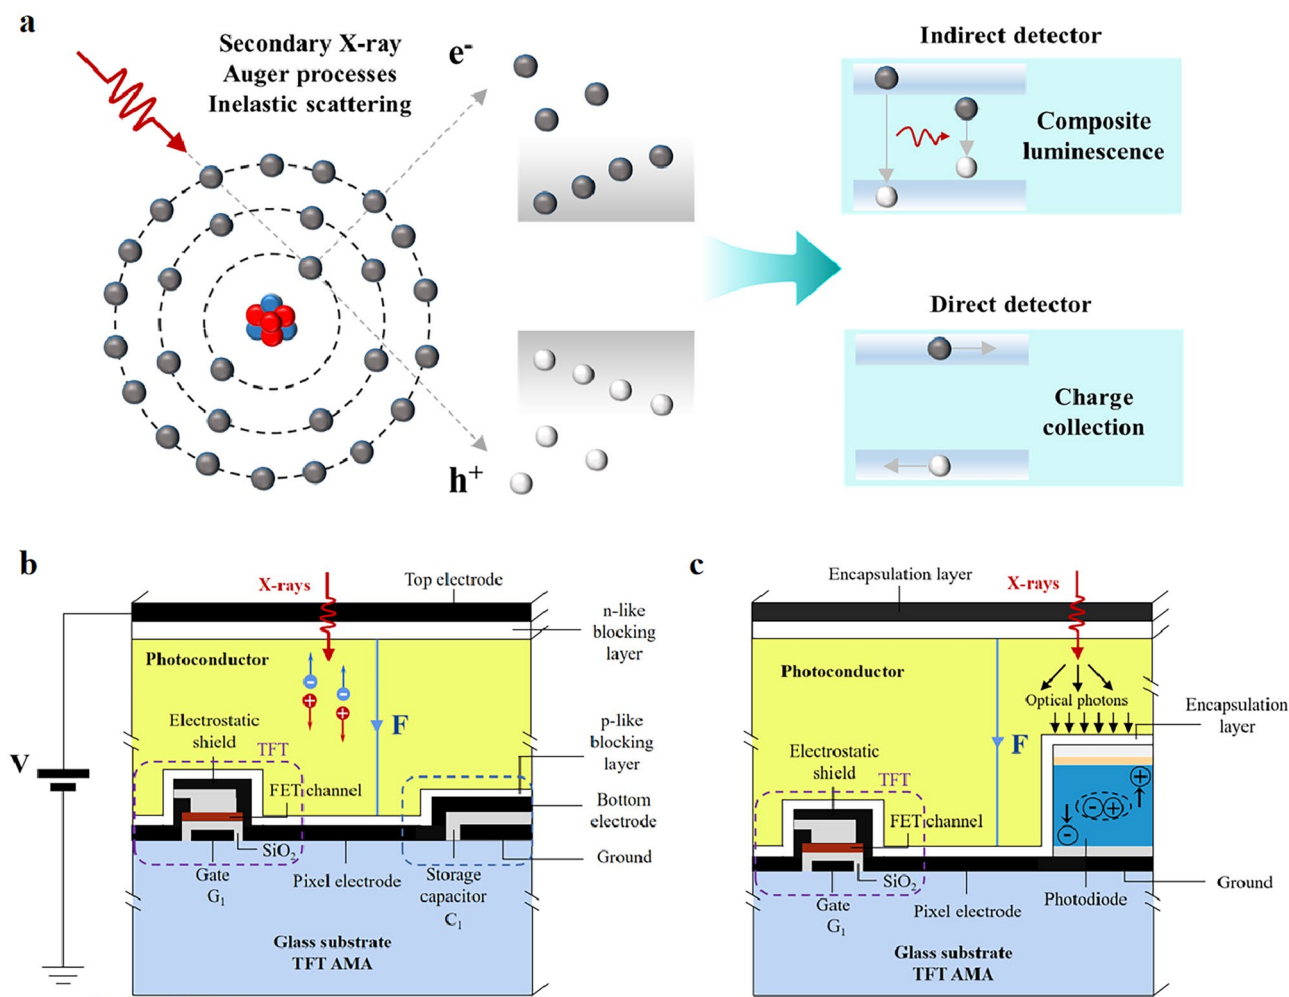 a
Secondary X-ray
Auger processes
Inelastic scattering
e-
h+
Indirect detector
Composite
luminescence
Direct detector
Charge
collection
b
X-rays
Top electrode
n-like
blocking
layer
Photoconductor
- -
+ +
F
Electrostatic
shield
TFT
p-like
blocking
layer
V
FET channel
Bottom
electrode
SiO2
Ground
Gate
G1
Pixel electrode
Storage
capacitor
C1
Glass substrate
TFT AMA
c
Encapsulation layer
X-rays
Photoconductor
Optical photons
Encapsulation
layer
F
Electrostatic
shield
TFT
+
- +
-
FET channel
SiO2
Ground
Gate
G1
Pixel electrode
Photodiode
Glass substrate
TFT AMA